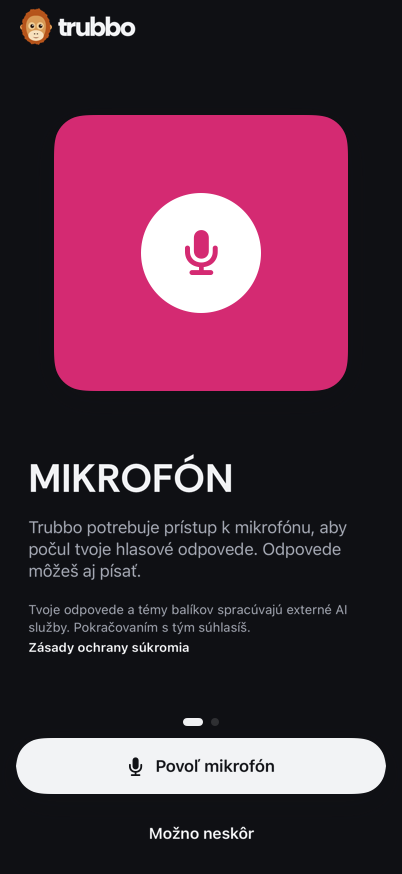 trubbo
MIKROFÓN
Trubbo potrebuje prístup k mikrofónu, aby
počul tvoje hlasové odpovede. Odpovede
môžeš aj písať.
Tvoje odpovede a témy balíkov spracúvajú externé AI
služby. Pokračovaním s tým súhlasíš.
Zásady ochrany súkromia
Povoľ mikrofón
Možno neskôr